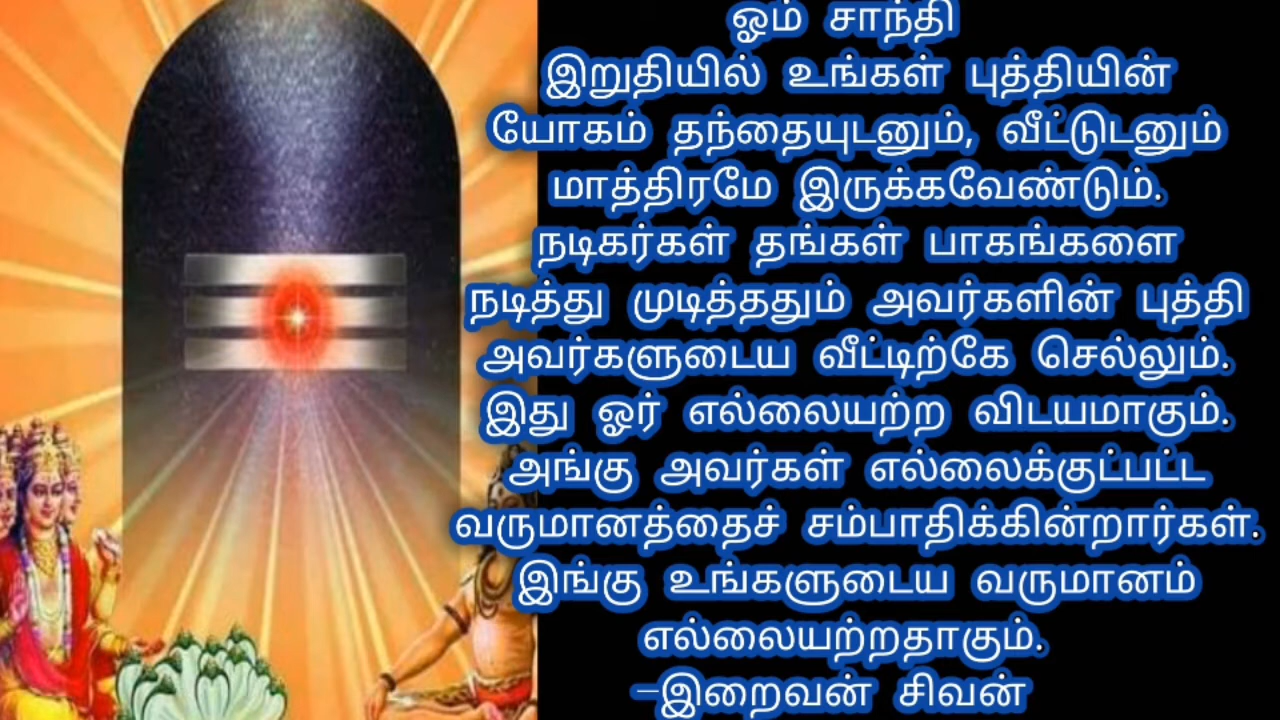 ஓம் சாந்தி
இறுதியில் உங்கள் புத்தியின்
யோகம் தந்தையுடனும், வீட்டுடனும்
மாத்திரமே இருக்கவேண்டும்.
நடிகர்கள் தங்கள் பாகங்களை
நடித்து முடித்ததும் அவர்களின் புத்தி
அவர்களுடைய வீட்டிற்கே செல்லும்.
இது ஓர் எல்லையற்ற விடயமாகும்.
அங்கு அவர்கள் எல்லைக்குட்பட்ட
வருமானத்தைச் சம்பாதிக்கின்றார்கள்.
இங்கு உங்களுடைய வருமானம்
எல்லையற்றதாகும்.
–இறைவன் சிவன்